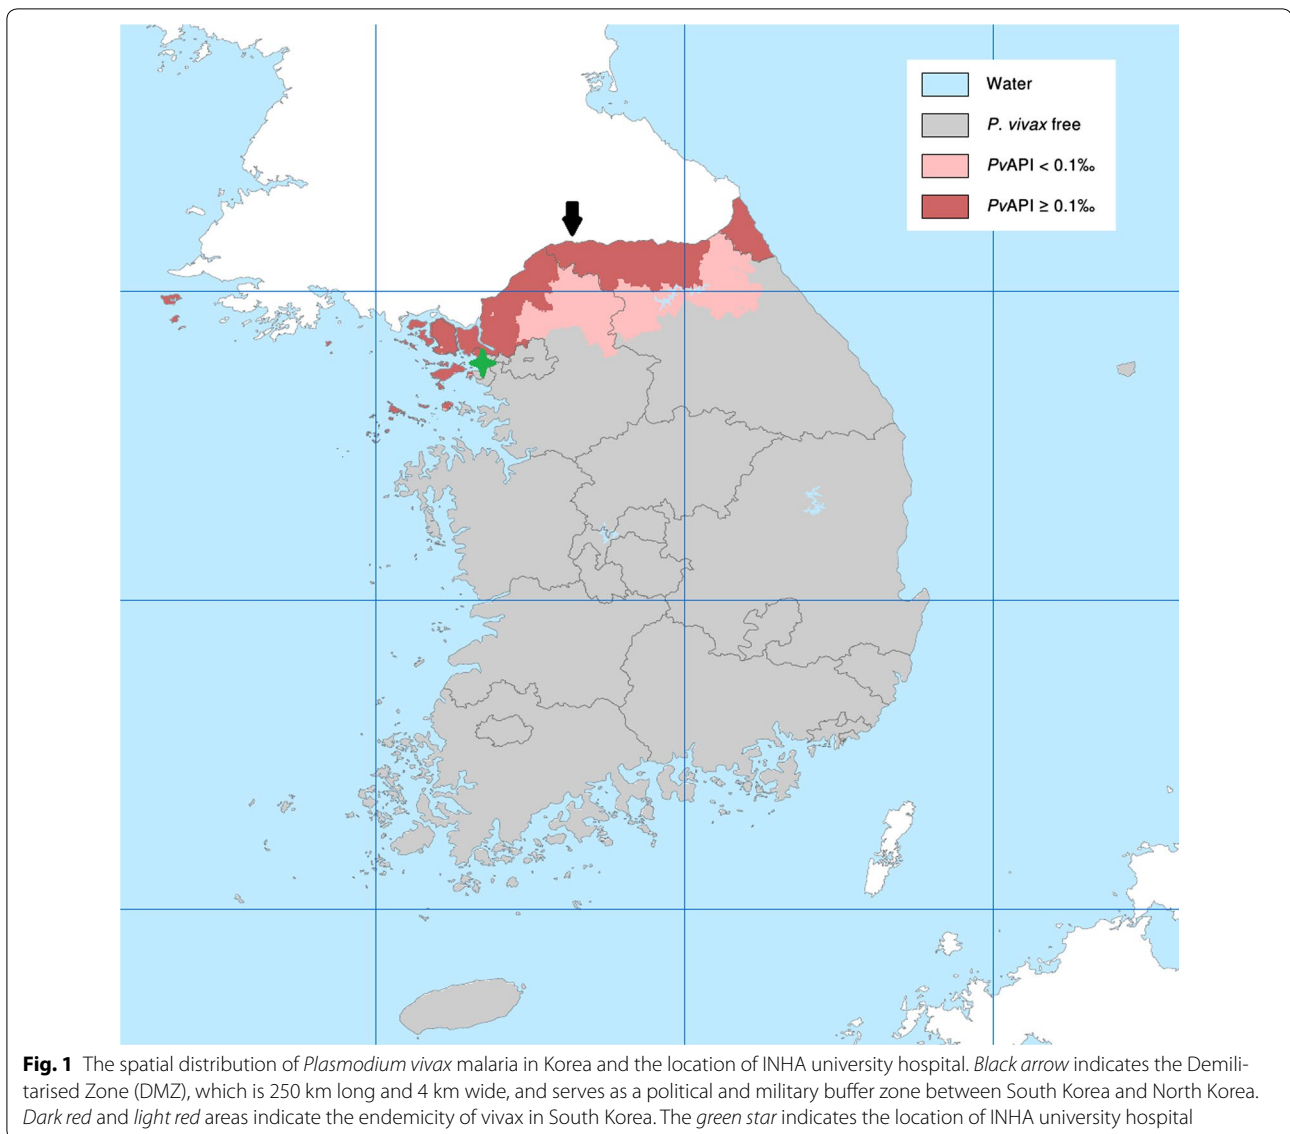 Water
P. vivax free
PvAPI < 0.1‰
PvAPI ≥ 0.1‰
Fig. 1 The spatial distribution of Plasmodium vivax malaria in Korea and the location of INHA university hospital. Black arrow indicates the Demili-
tarised Zone (DMZ), which is 250 km long and 4 km wide, and serves as a political and military buffer zone between South Korea and North Korea.
Dark red and light red areas indicate the endemicity of vivax in South Korea. The green star indicates the location of INHA university hospital